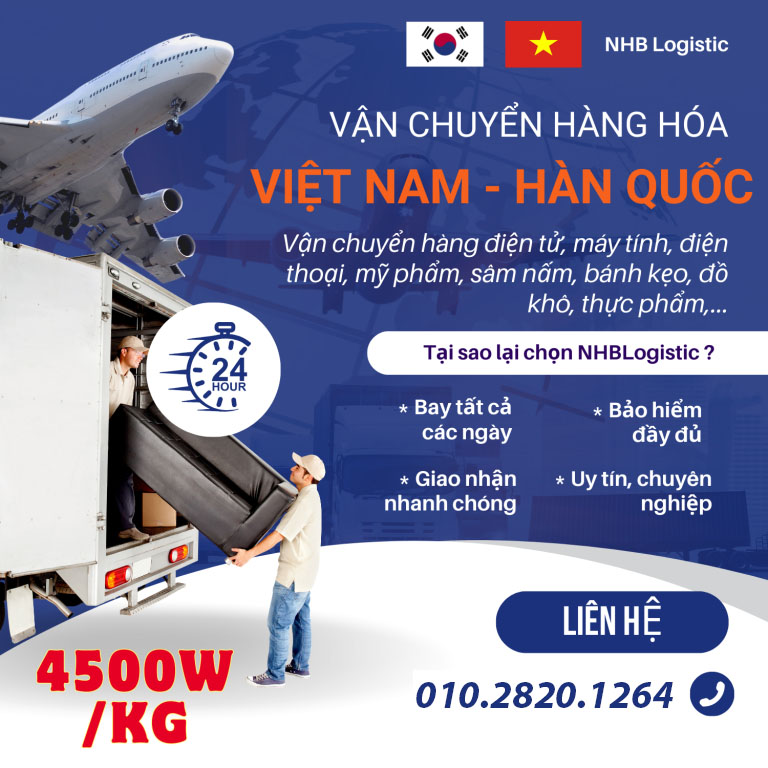 NHB Logistic
VẬN CHUYỂN HÀNG HÓA
VIỆT NAM - HÀN QUỐC
Vận chuyển hàng điện tử, máy tính, điện
thoại, mỹ phẩm, sâm nấm, bánh kẹo, đồ
khô, thực phẩm,...
24
HOUR
Tại sao lại chọn NHBLogistic ?
* Bay tất cả
các ngày
* Bảo hiểm
đầy đủ
* Giao nhận
nhanh chóng
* Uy tín, chuyên
nghiệp
LIÊN HỆ
4500W
/KG
010.2820.1264